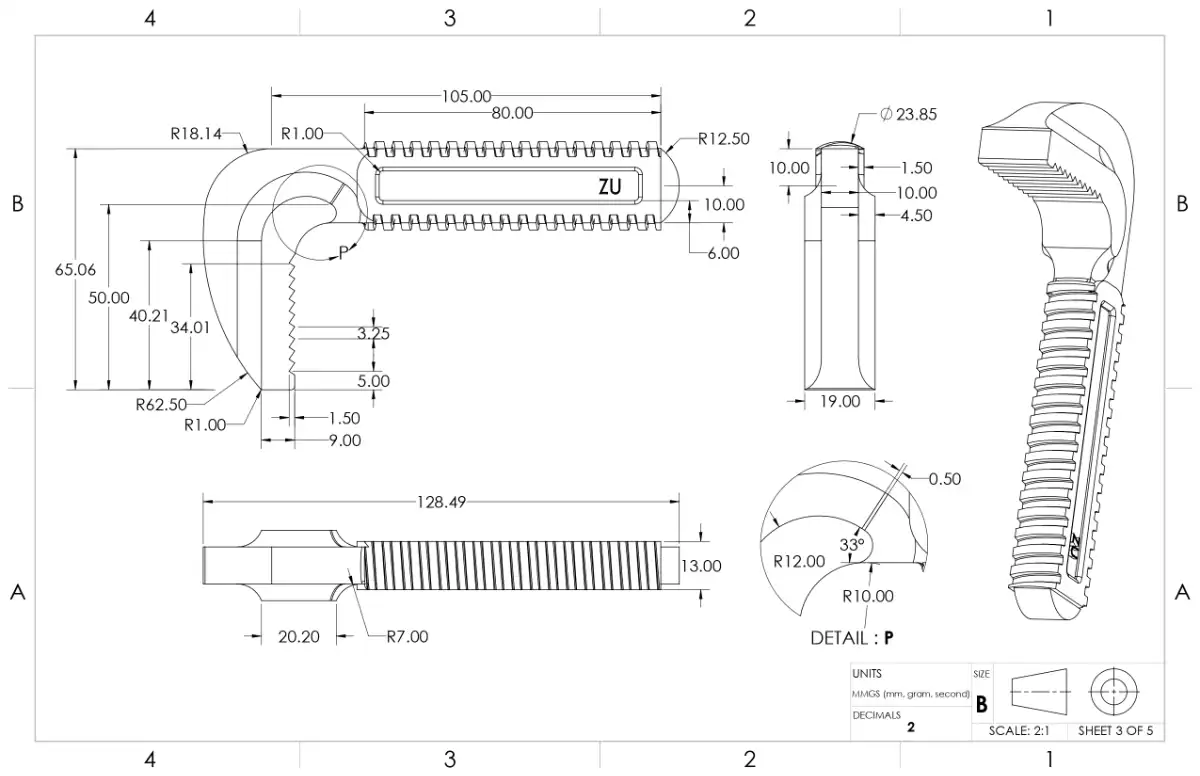 4 3 2 1
105.00
80.00
R18.14
R1.00
R12.50
Ø 23.85
10.00
1.50
B
ZU
10.00
10.00
B
4.50
P
6.00
65.06
50.00
40.21
34.01
3.25
5.00
R62.50
R1.00
1.50
9.00
19.00
128.49
0.50
33°
R12.00
13.00
ZU
A
R10.00
A
20.20
R7.00
DETAIL : P
UNITS
MMGS (mm, gram, second)
DECIMALS
2
SIZE
B
SCALE: 2:1
SHEET 3 OF 5
4 3 2 1